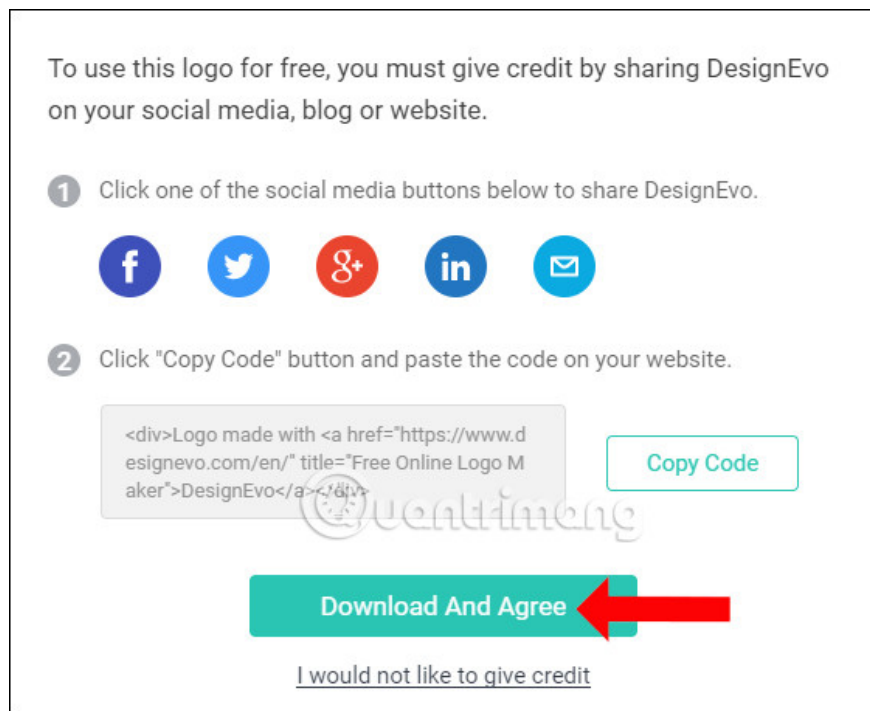 To use this logo for free, you must give credit by sharing DesignEvo
on your social media, blog or website.
1 Click one of the social media buttons below to share DesignEvo.
f g+ in
2 Click "Copy Code" button and paste the code on your website.
<div>Logo made with <a href="https://www.d
esignevo.com/en/" title="Free Online Logo M
aker">DesignEvo</a></div>
Copy Code
Quantrimang
Download And Agree
I would not like to give credit